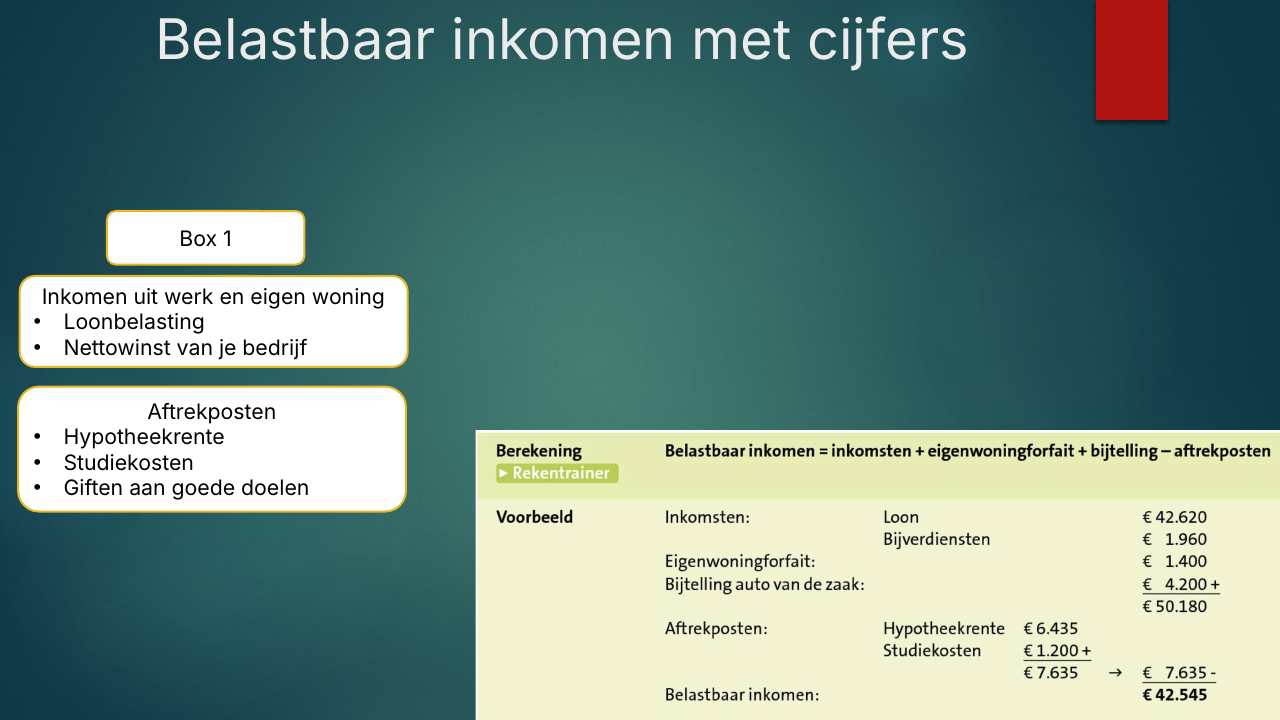 Belastbaar inkomen met cijfers
Box 1
Inkomen uit werk en eigen woning
• Loonbelasting
• Nettowinst van je bedrijf
Aftrekposten
• Hypotheekrente
• Studiekosten
• Giften aan goede doelen
Berekening Belastbaar inkomen = inkomsten + eigenwoningforfait + bijtelling – aftrekposten
▸ Rekentrainer
Voorbeeld Inkomsten: Loon € 42.620
Bijverdiensten € 1.960
Eigenwoningforfait: € 1.400
Bijtelling auto van de zaak: € 4.200 +
€ 50.180
Aftrekposten: Hypotheekrente € 6.435
Studiekosten € 1.200 +
€ 7.635 → € 7.635 -
Belastbaar inkomen: € 42.545